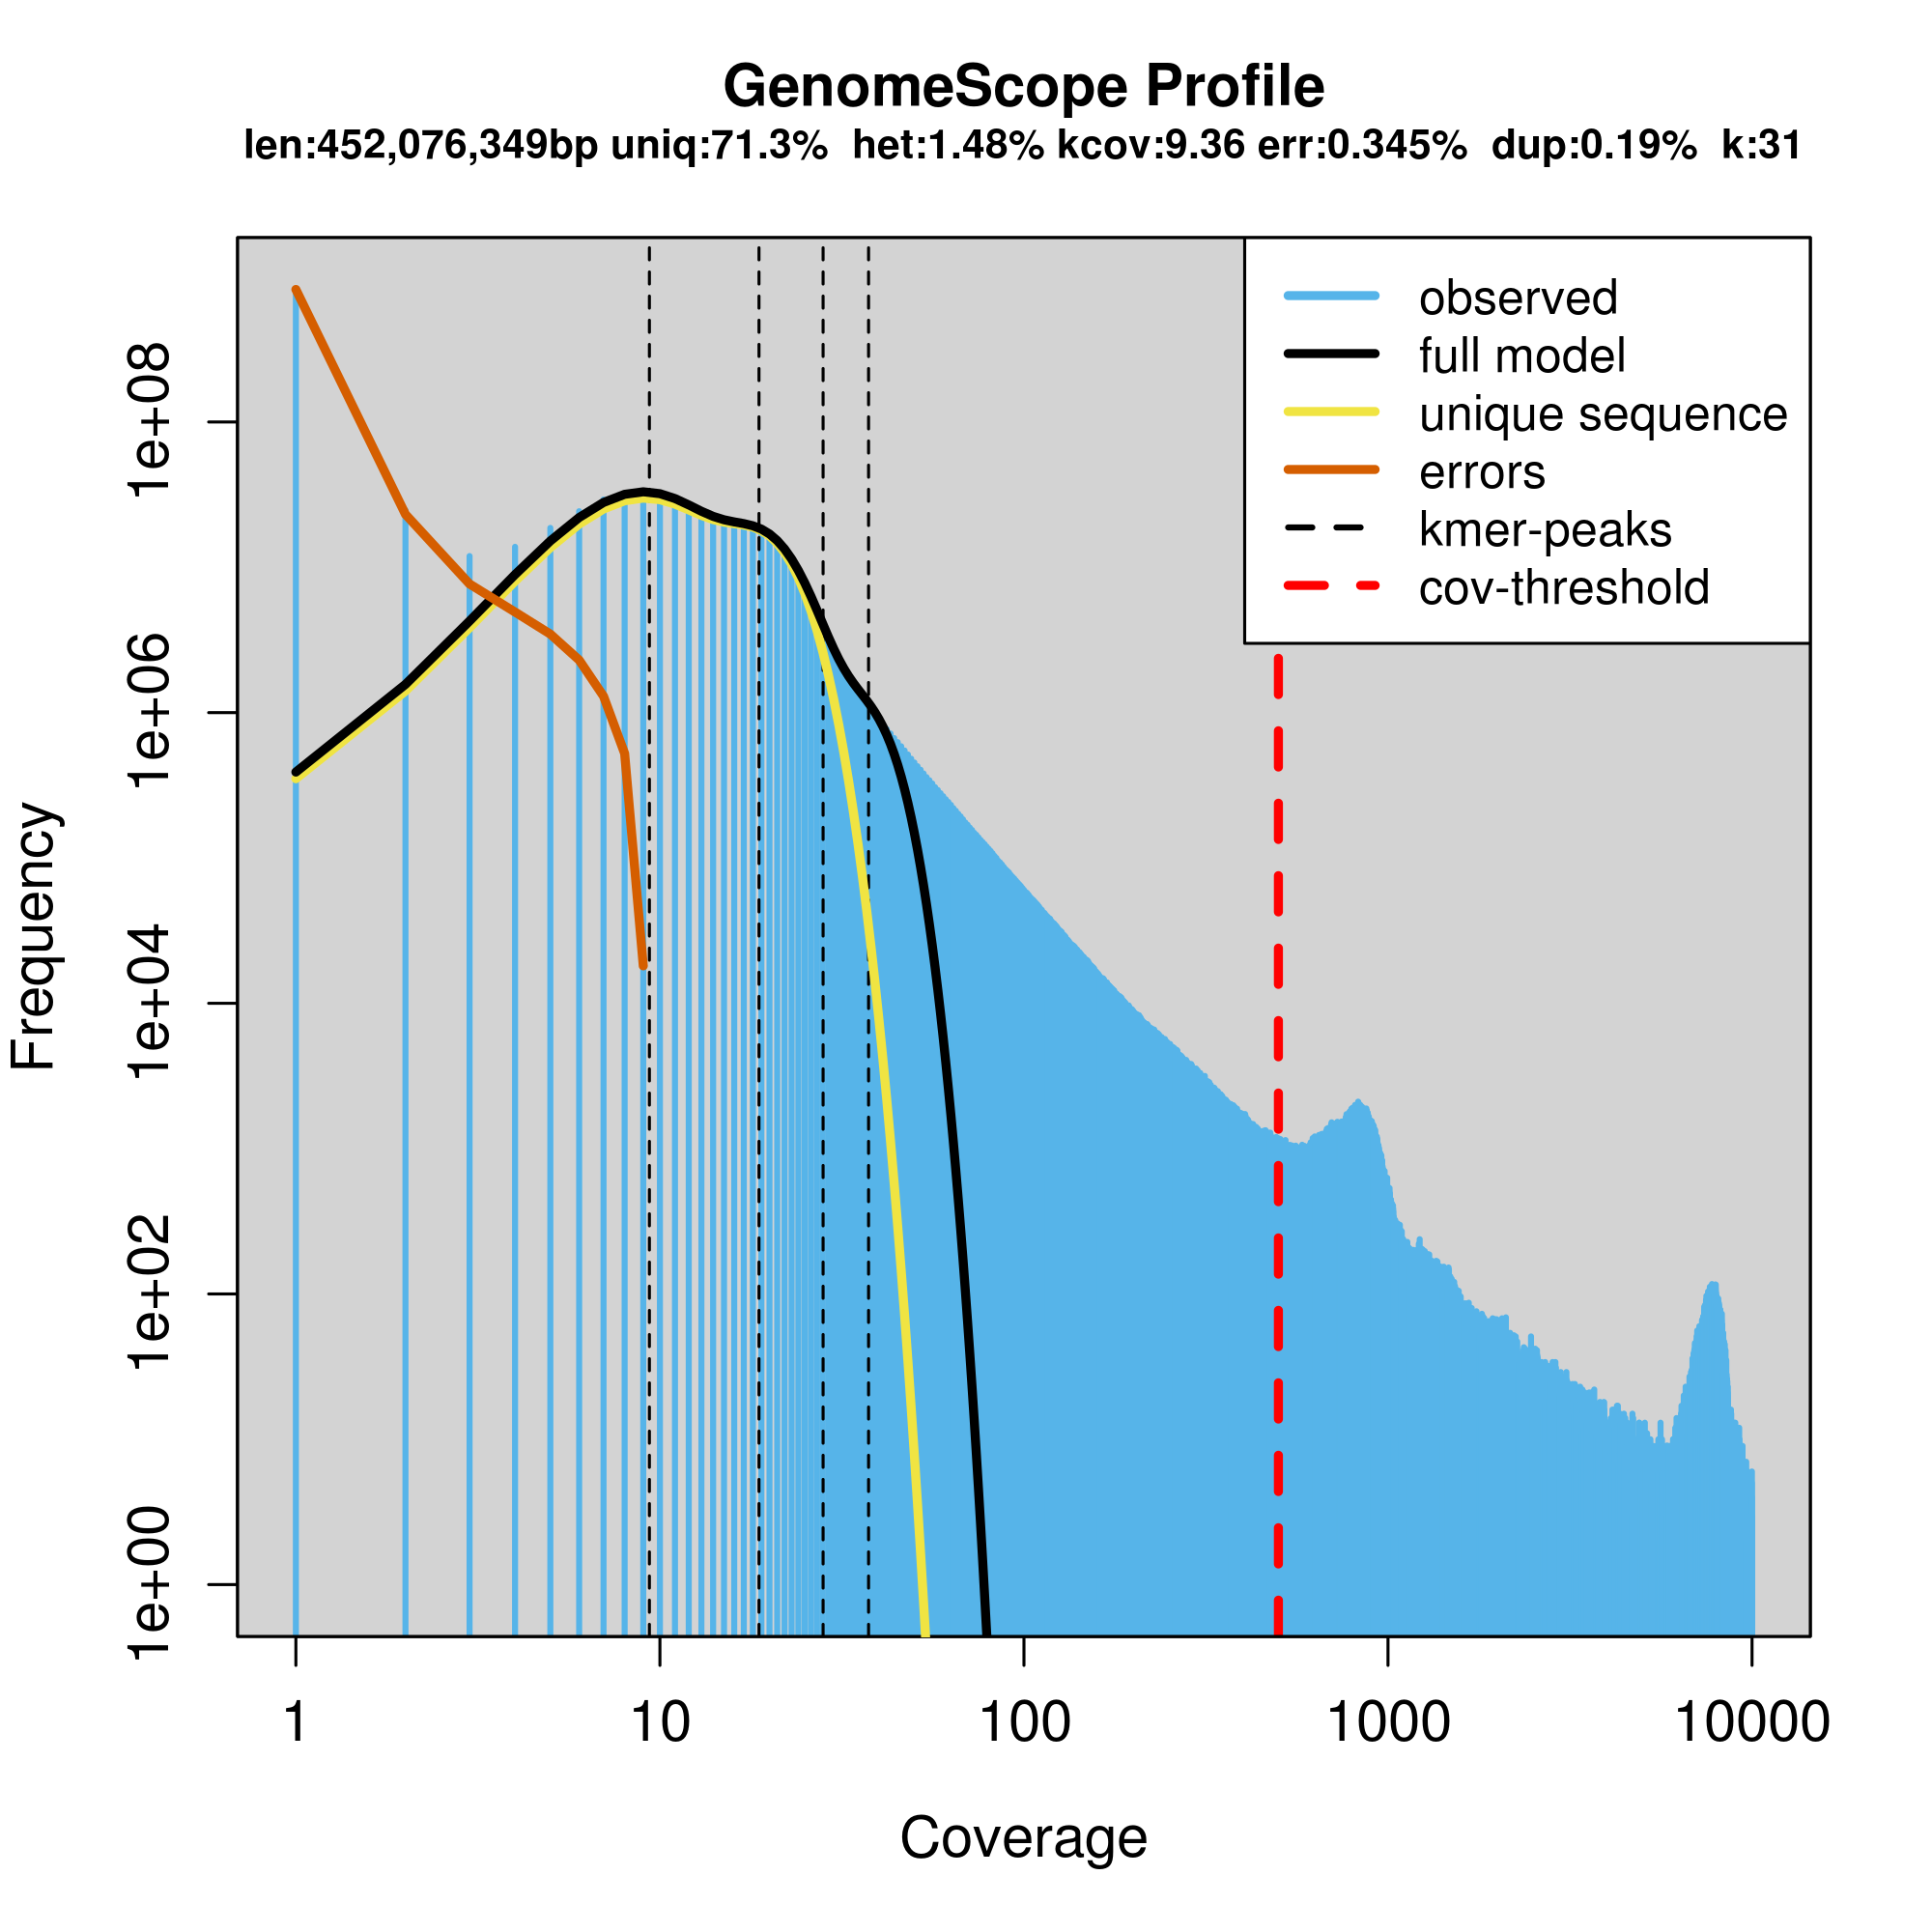 GenomeScope Profile
len:452,076,349bp uniq:71.3% het:1.48% kcov:9.36 err:0.345% dup:0.19% k:31
observed
full model
unique sequence
errors
kmer-peaks
cov-threshold
Frequency
1e+08
1e+06
1e+04
1e+02
1e+00
1
10
100
1000
10000
Coverage